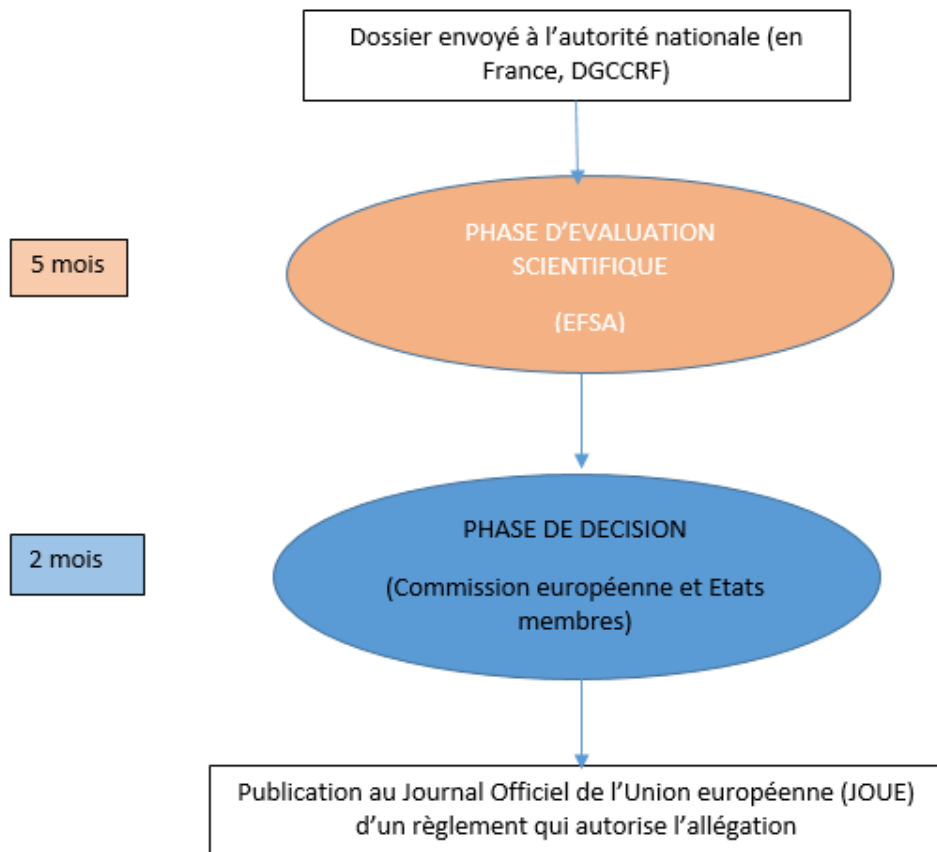 Dossier envoyé à l'autorité nationale (en
France, DGCCRF)
5 mois
PHASE D'EVALUATION
SCIENTIFIQUE
(EFSA)
2 mois
PHASE DE DECISION
(Commission européenne et Etats
membres)
Publication au Journal Officiel de l'Union européenne (JOUE)
d'un règlement qui autorise l'allégation